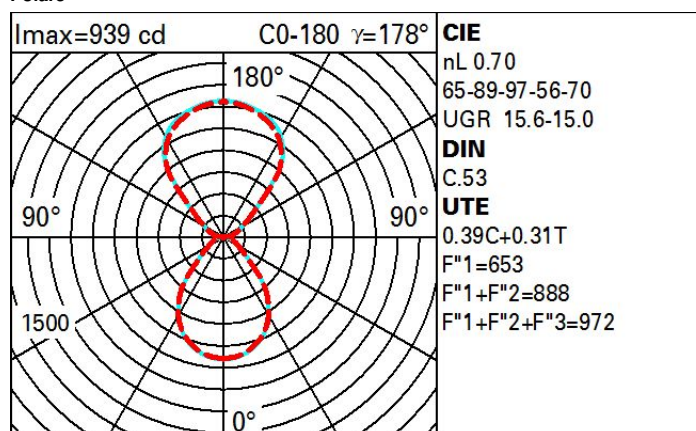 Imax=939 cd C0-180 γ=178°
180°
90° 90°
1500
0°
CIE
nL 0.70
65-89-97-56-70
UGR 15.6-15.0
DIN
C.53
UTE
0.39C+0.31T
F"1=653
F"1+F"2=888
F"1+F"2+F"3=972